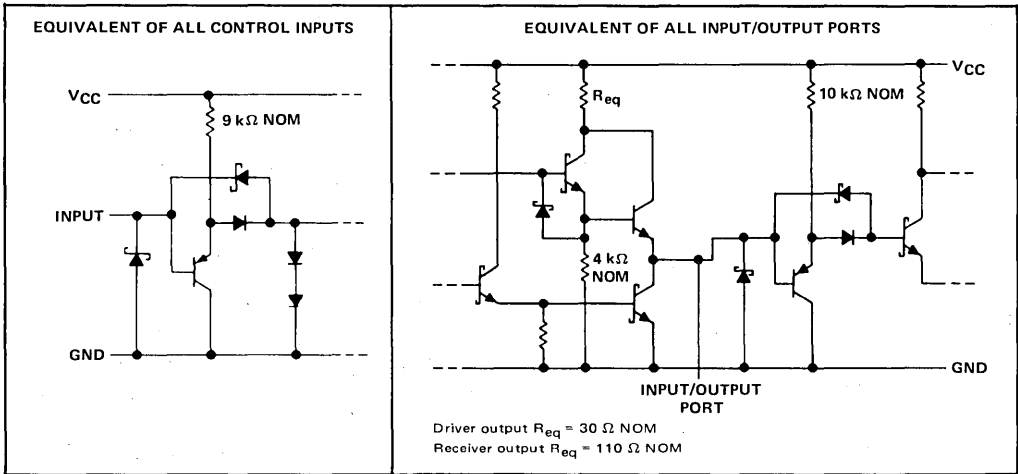 EQUIVALENT OF ALL CONTROL INPUTS
VCC
9 kΩ NOM
INPUT
GND
EQUIVALENT OF ALL INPUT/OUTPUT PORTS
VCC
Req
10 kΩ NOM
4 kΩ
NOM
GND
INPUT/OUTPUT
PORT
Driver output Req = 30 Ω NOM
Receiver output Req = 110 Ω NOM